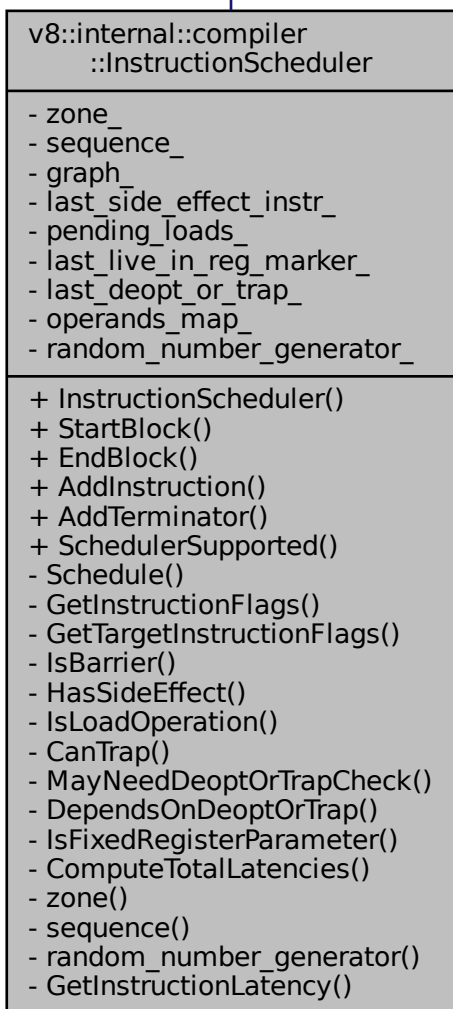 v8::internal::compiler
::InstructionScheduler
- zone_
- sequence_
- graph_
- last_side_effect_instr_
- pending_loads_
- last_live_in_reg_marker_
- last_deopt_or_trap_
- operands_map_
- random_number_generator_
+ InstructionScheduler()
+ StartBlock()
+ EndBlock()
+ AddInstruction()
+ AddTerminator()
+ SchedulerSupported()
- Schedule()
- GetInstructionFlags()
- GetTargetInstructionFlags()
- IsBarrier()
- HasSideEffect()
- IsLoadOperation()
- CanTrap()
- MayNeedDeoptOrTrapCheck()
- DependsOnDeoptOrTrap()
- IsFixedRegisterParameter()
- ComputeTotalLatencies()
- zone()
- sequence()
- random_number_generator()
- GetInstructionLatency()